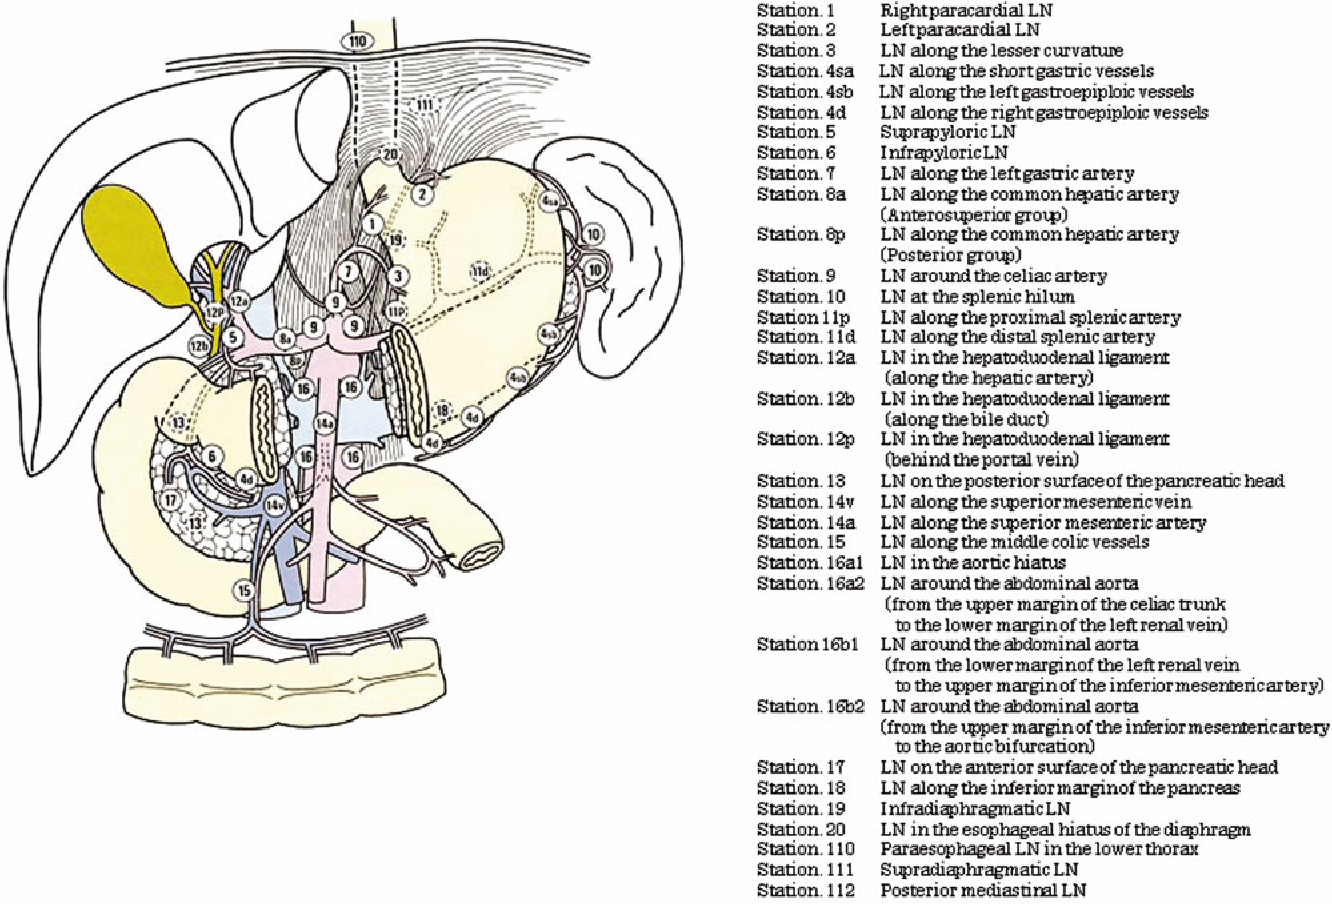 110
111
20
2
1
19
4sa
10
10
7
3
11d
9
11p
12a
12p
5
8a
9
9
4sb
12b
8p
16
16
4sb
18
4d
13
14a
4d
6
16
16
4d
17
14v
13
15
Station. 1 Right paracardial LN
Station. 2 Left paracardial LN
Station. 3 LN along the lesser curvature
Station. 4sa LN along the short gastric vessels
Station. 4sb LN along the left gastroepiploic vessels
Station. 4d LN along the right gastroepiploic vessels
Station. 5 Suprapyloric LN
Station. 6 Infrapyloric LN
Station. 7 LN along the left gastric artery
Station. 8a LN along the common hepatic artery
(Anterosuperior group)
Station. 8p LN along the common hepatic artery
(Posterior group)
Station. 9 LN around the celiac artery
Station. 10 LN at the splenic hilum
Station 11p LN along the proximal splenic artery
Station. 11d LN along the distal splenic artery
Station. 12a LN in the hepatoduodenal ligament
(along the hepatic artery)
Station. 12b LN in the hepatoduodenal ligament
(along the bile duct)
Station. 12p LN in the hepatoduodenal ligament
(behind the portal vein)
Station. 13 LN on the posterior surface of the pancreatic head
Station. 14v LN along the superior mesenteric vein
Station. 14a LN along the superior mesenteric artery
Station. 15 LN along the middle colic vessels
Station. 16a1 LN in the aortic hiatus
Station. 16a2 LN around the abdominal aorta
(from the upper margin of the celiac trunk
to the lower margin of the left renal vein)
Station 16b1 LN around the abdominal aorta
(from the lower margin of the left renal vein
to the upper margin of the inferior mesenteric artery)
Station. 16b2 LN around the abdominal aorta
(from the upper margin of the inferior mesenteric artery
to the aortic bifurcation)
Station. 17 LN on the anterior surface of the pancreatic head
Station. 18 LN along the inferior margin of the pancreas
Station. 19 Infradiaphragmatic LN
Station. 20 LN in the esophageal hiatus of the diaphragm
Station. 110 Paraesophageal LN in the lower thorax
Station. 111 Supradiaphragmatic LN
Station. 112 Posterior mediastinal LN